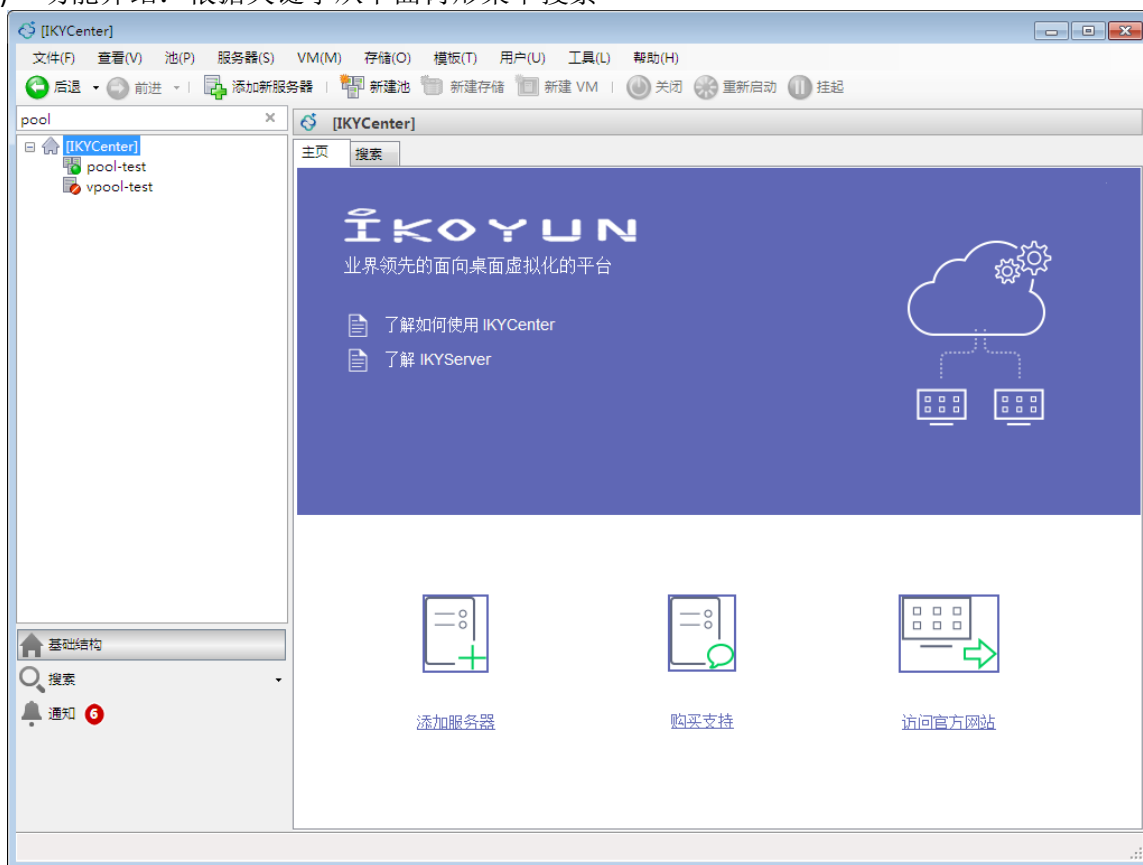 [IKYCenter]
文件(F) 查看(V) 池(P) 服务器(S) VM(M) 存储(O) 模板(T) 用户(U) 工具(L) 帮助(H)
后退 前进 添加新服务器 新建池 新建存储 新建 VM 关闭 重新启动 挂起
pool
[IKYCenter]
pool-test
vpool-test
[IKYCenter]
主页 搜索
IKOYUN
业界领先的面向桌面虚拟化的平台
了解如何使用 IKYCenter
了解 IKYServer
添加服务器 购买支持 访问官方网站
基础结构
搜索
通知 6